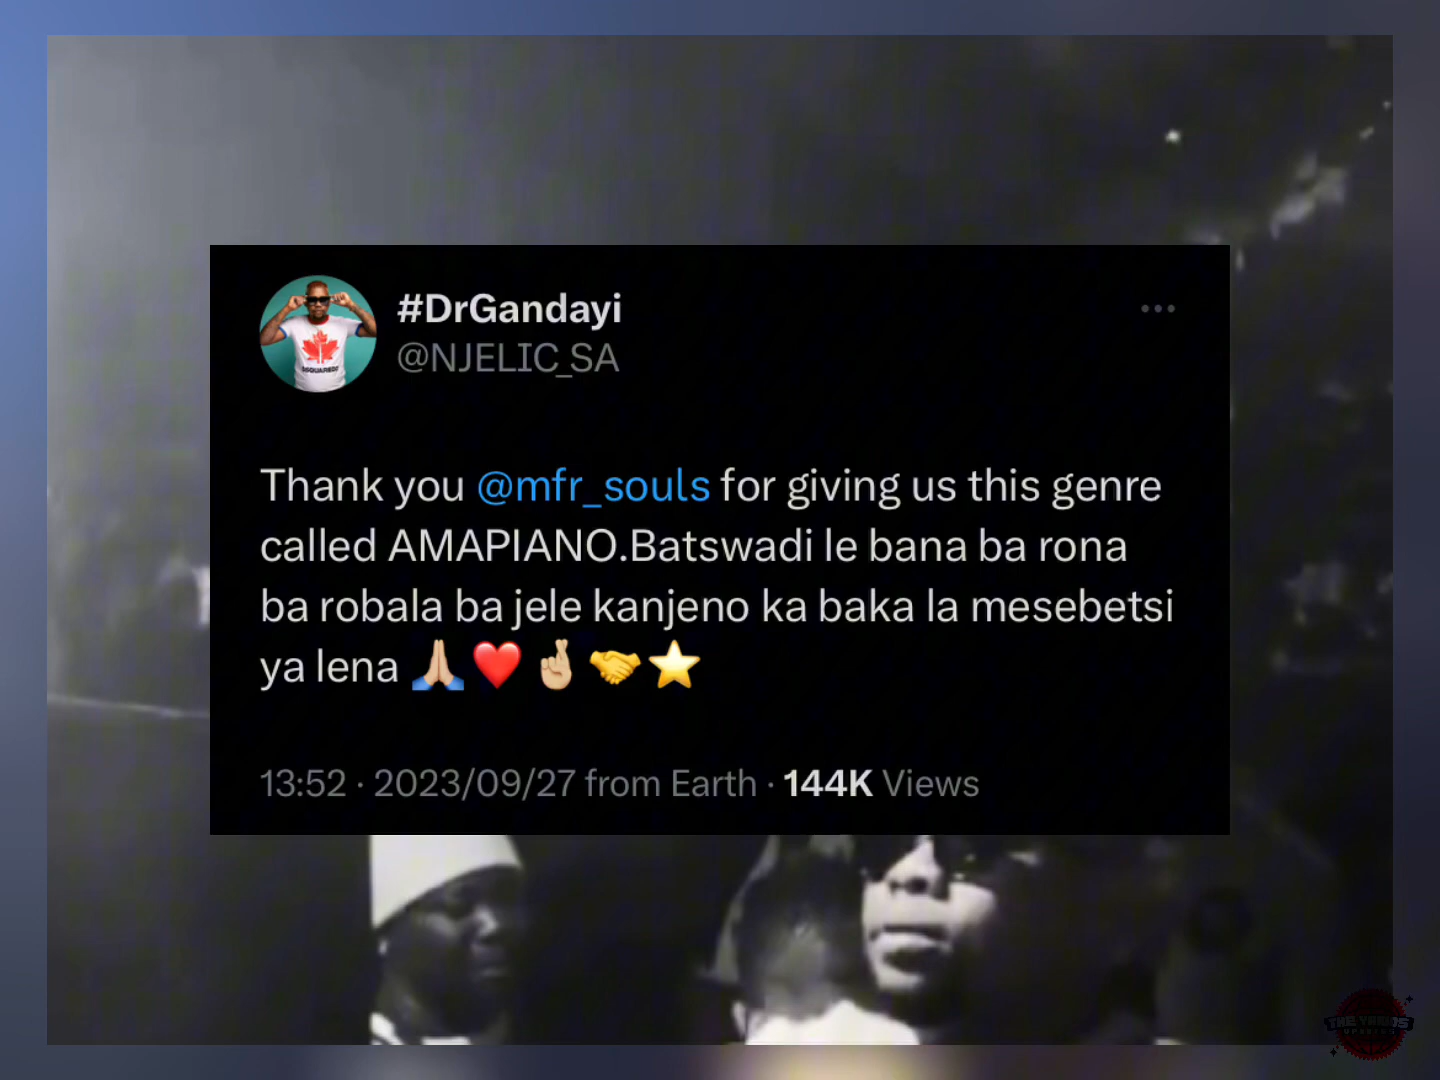 #DrGandayi
@NJELIC_SA
Thank you @mfr_souls for giving us this genre
called AMAPIANO.Batswadi le bana ba rona
ba robala ba jele kanjeno ka baka la mesebetsi
ya lena 🙏🏼❤️🤞🏼🤝⭐
13:52 · 2023/09/27 from Earth · 144K Views
DSQUARED2